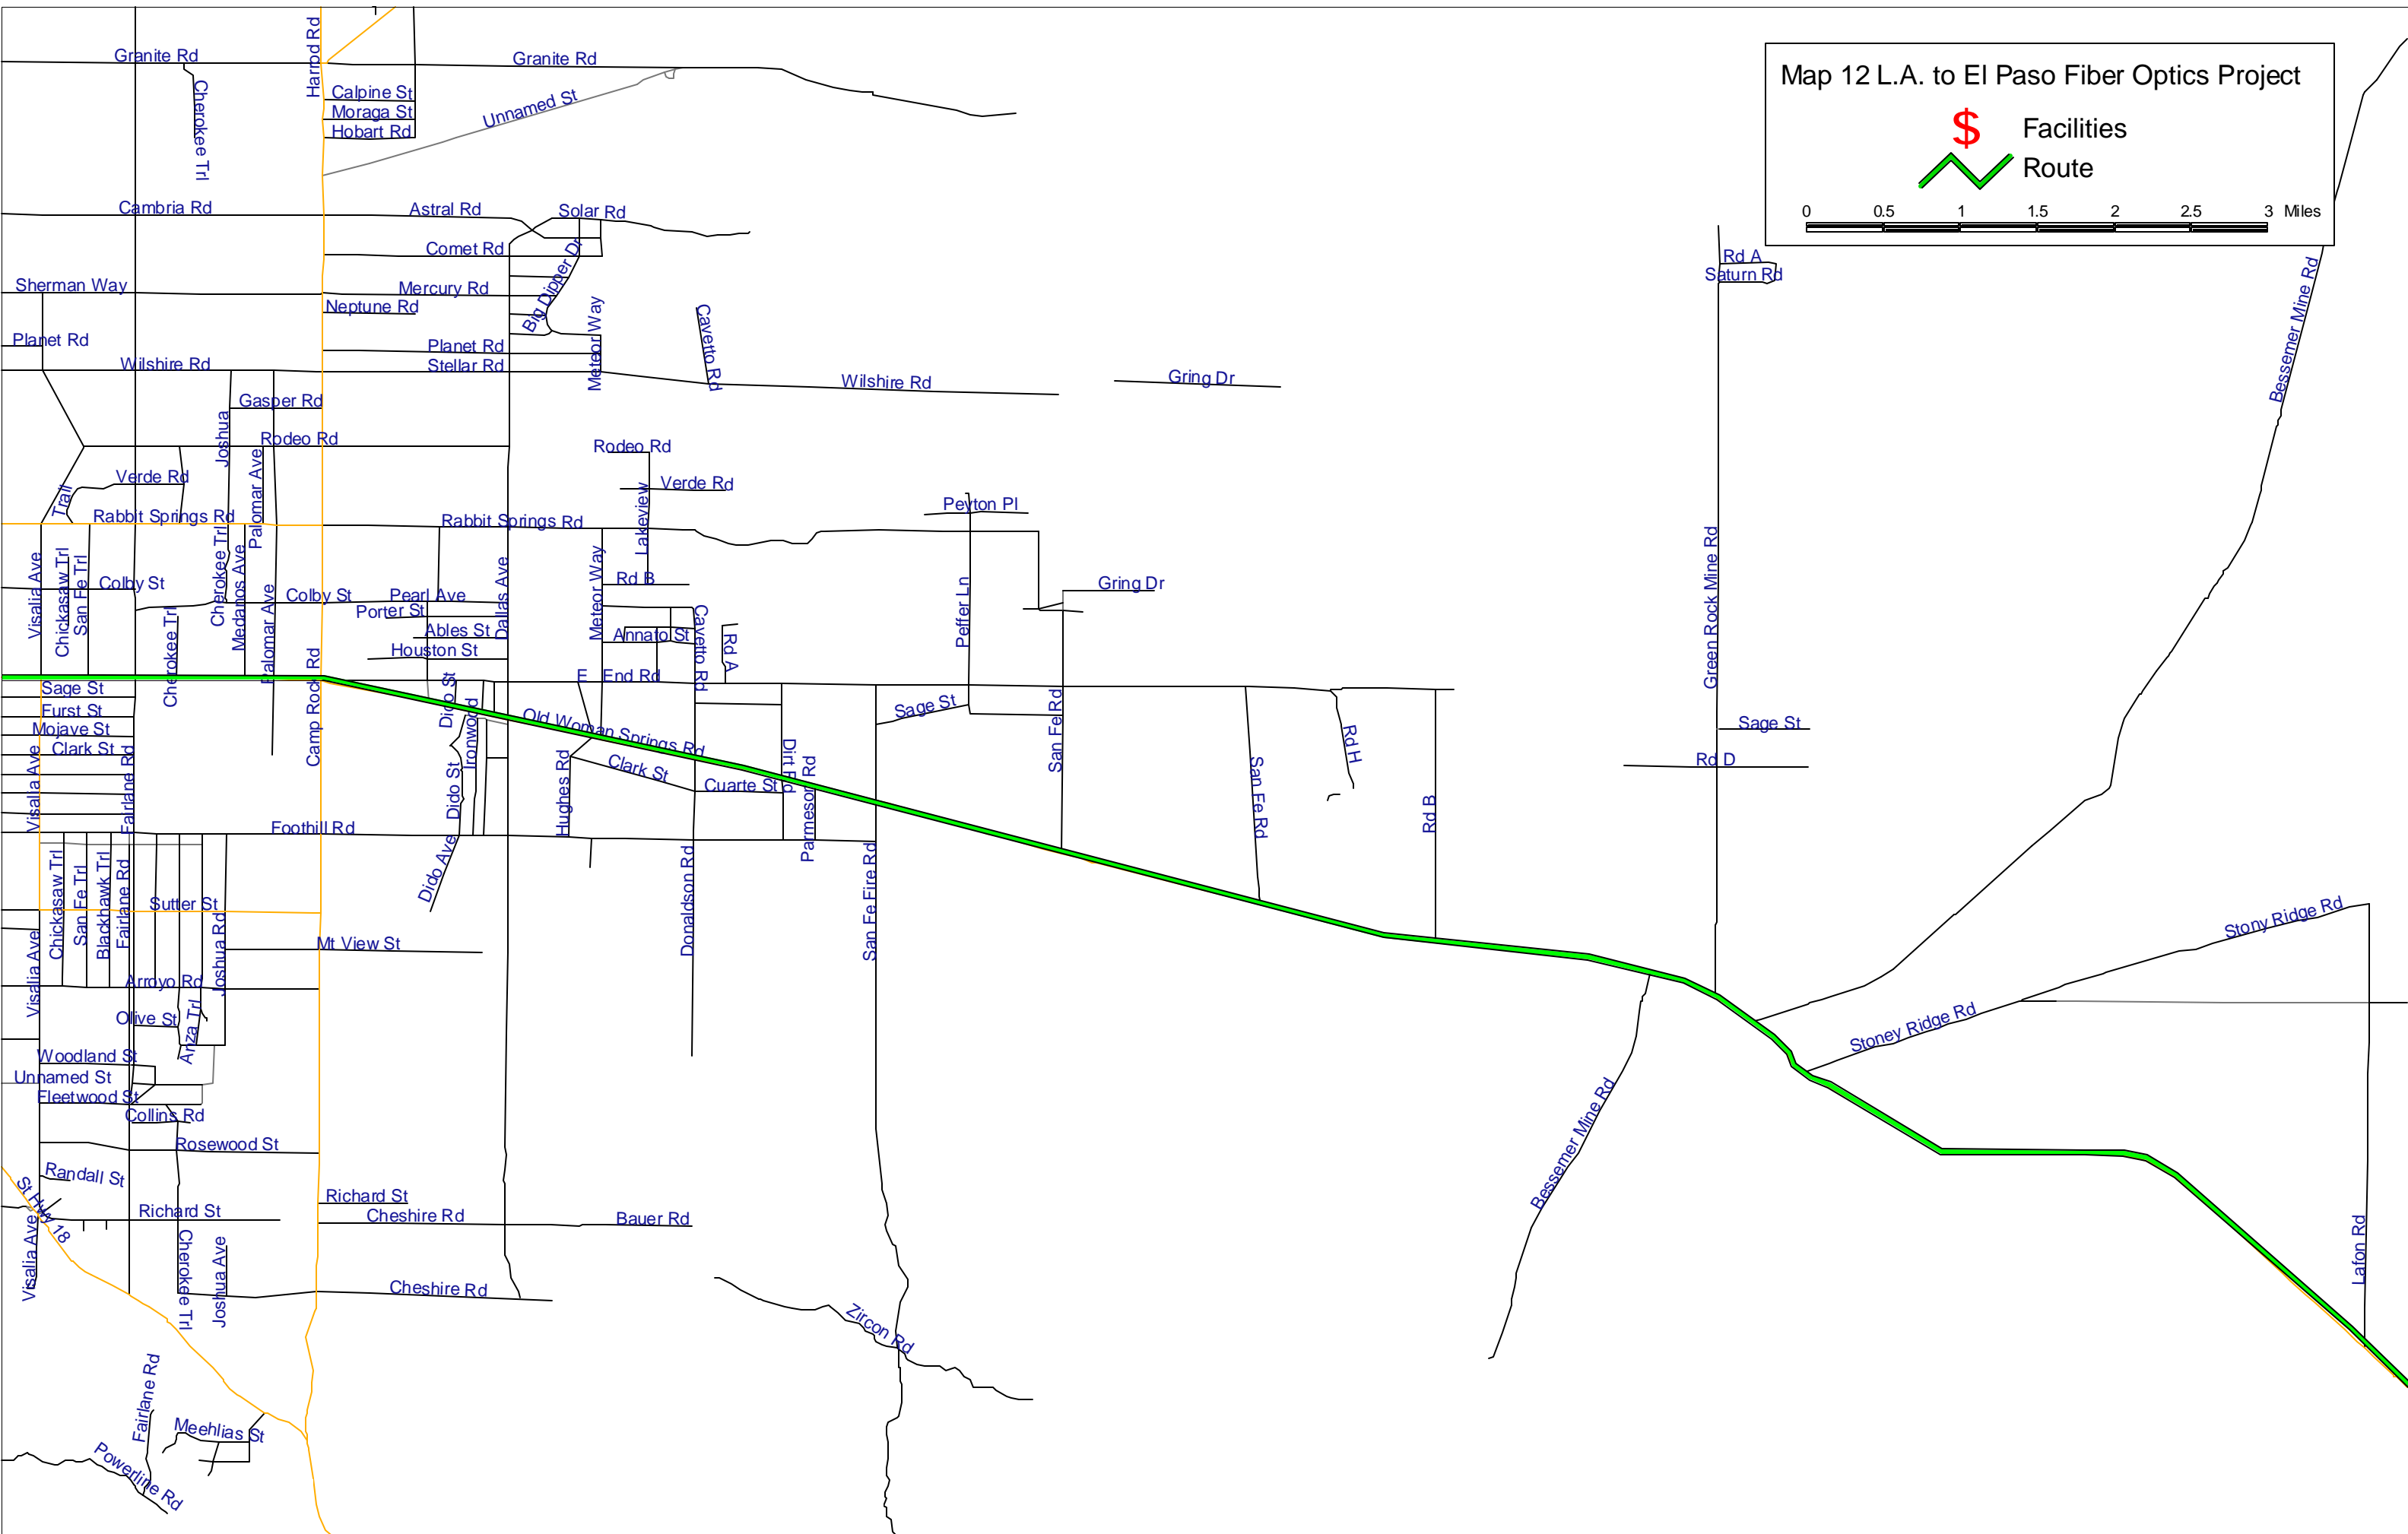 Map 12 L.A. to El Paso Fiber Optics Project
$ Facilities
Route
0 0.5 1 1.5 2 2.5 3 Miles
Harrod Rd
Granite Rd
Granite Rd
Cherokee Trl
Calpine St
Moraga St
Hobart Rd
Unnamed St
Cambria Rd
Astral Rd
Solar Rd
Comet Rd
Big Dipper Dr
Rd A
Saturn Rd
Sherman Way
Mercury Rd
Neptune Rd
Meteor Way
Cavetto Rd
Bessemer Mine Rd
Planet Rd
Planet Rd
Wilshire Rd
Stellar Rd
Wilshire Rd
Gring Dr
Gasper Rd
Joshua
Rodeo Rd
Rodeo Rd
Palomar Ave
Verde Rd
Verde Rd
Trail
Lakeview
Peyton Pl
Rabbit Springs Rd
Rabbit Springs Rd
Visalia Ave
Chickasaw Trl
San Fe Trl
Colby St
Cherokee Trl
Medanos Ave
Palomar Ave
Colby St
Pearl Ave
Porter St
Dallas Ave
Meteor Way
Rd B
Gring Dr
Peffer Ln
Green Rock Mine Rd
Cherokee Trl
Ables St
Annato St
Cavetto Rd
Rd A
Houston St
E End Rd
Camp Rock Rd
Sage St
Furst St
Mojave St
Clark St
Visalia Ave
Fairlane Rd
Dido St
Ironwood
Dido St
Old Woman Springs Rd
Hughes Rd
Clark St
Cuarte St
Dirt Rd
Parmeson Rd
Sage St
San Fe Rd
San Fe Rd
Rd H
Rd B
Sage St
Rd D
Foothill Rd
Chickasaw Trl
San Fe Trl
Blackhawk Trl
Fairlane Rd
Dido Ave
Donaldson Rd
San Fe Fire Rd
Sutter St
Joshua Rd
Mt View St
Stony Ridge Rd
Visalia Ave
Arroyo Rd
Olive St
Anza Trl
Stoney Ridge Rd
Woodland St
Unnamed St
Fleetwood St
Collins Rd
Bessemer Mine Rd
Rosewood St
Randall St
St Hwy 18
Richard St
Richard St
Cheshire Rd
Bauer Rd
Visalia Ave
Cherokee Trl
Joshua Ave
Cheshire Rd
Lafon Rd
Zircon Rd
Fairlane Rd
Meehlias St
Powerline Rd